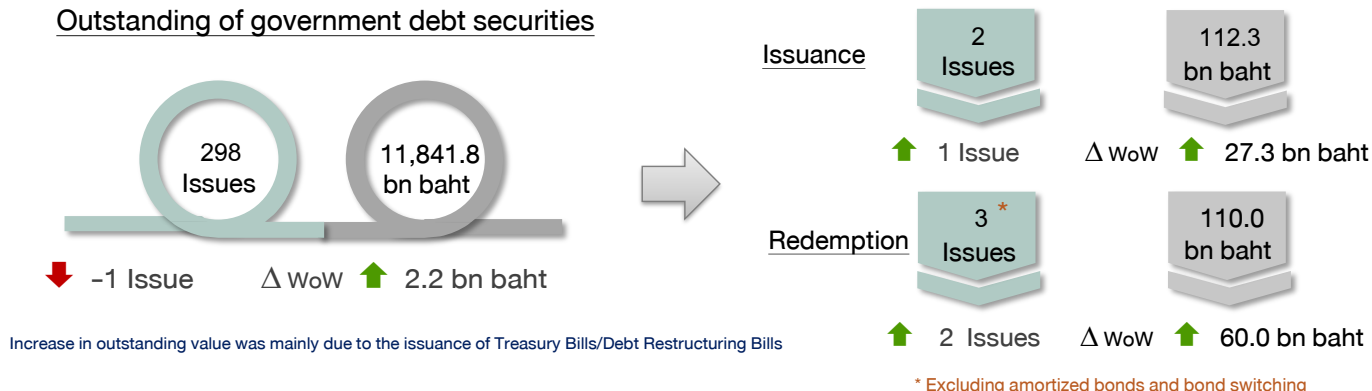 Outstanding of government debt securities
298
Issues
11,841.8
bn baht
-1 Issue
Δ WoW
2.2 bn baht
Increase in outstanding value was mainly due to the issuance of Treasury Bills/Debt Restructuring Bills
Issuance
2
Issues
112.3
bn baht
1 Issue
Δ WoW
27.3 bn baht
Redemption
3 *
Issues
110.0
bn baht
2 Issues
Δ WoW
60.0 bn baht
* Excluding amortized bonds and bond switching